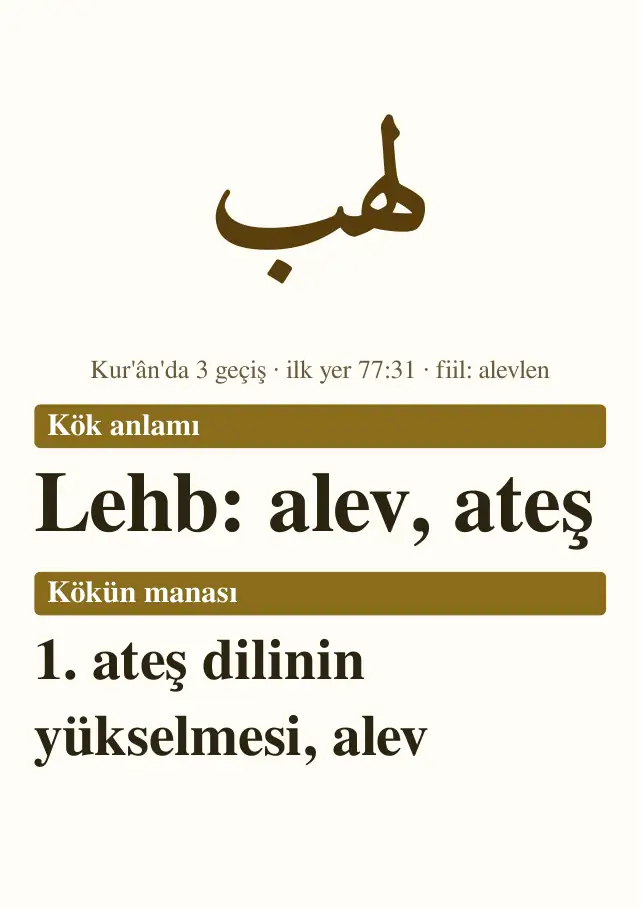 لهب
Kur'ân'da 3 geçiş · ilk yer 77:31 · fiil: alevlen
Kök anlamı
Lehb: alev, ateş
Kökün manası
1. ateş dilinin
yükselmesi, alev